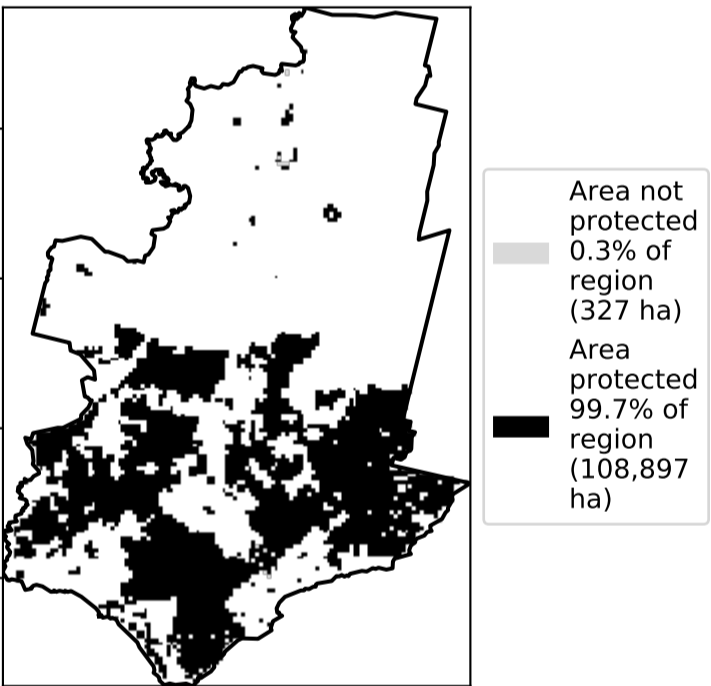 Area not
protected
0.3% of
region
(327 ha)
Area
protected
99.7% of
region
(108,897
ha)